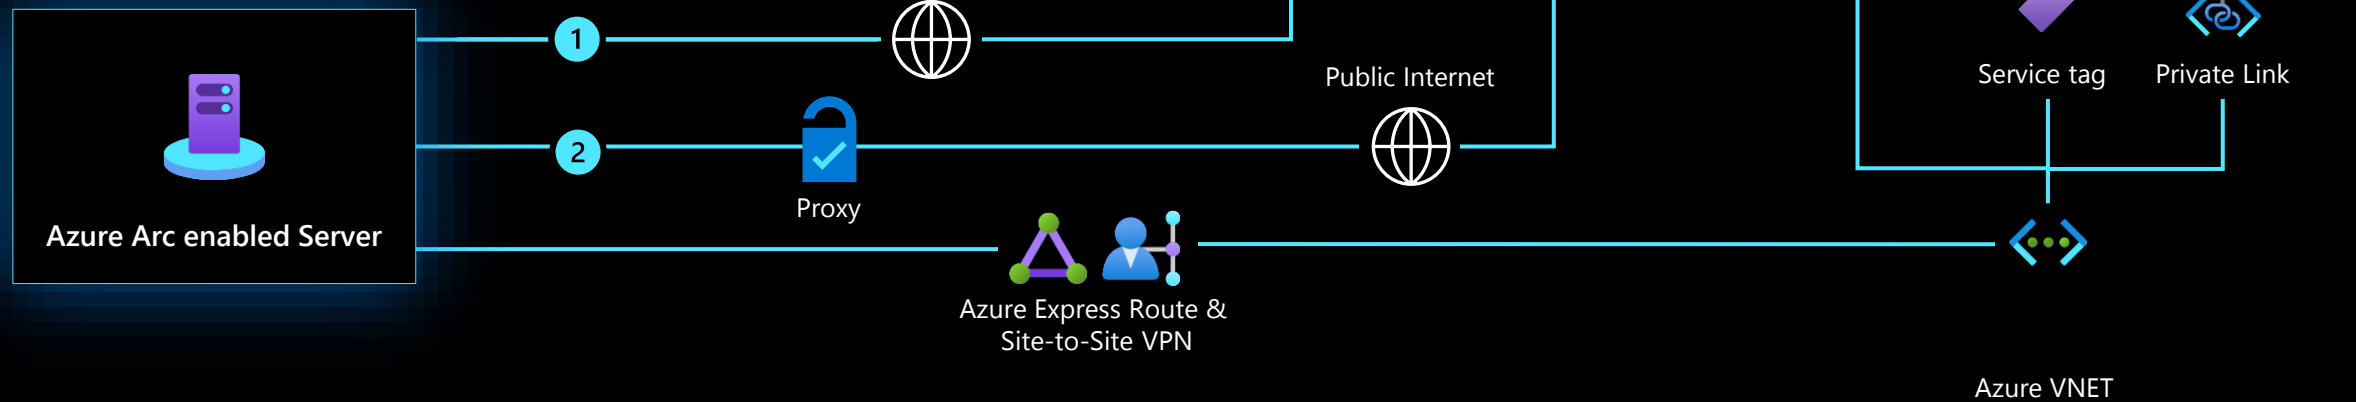 1
Public Internet
Service tag
Private Link
2
Proxy
Azure Arc enabled Server
Azure Express Route &
Site-to-Site VPN
Azure VNET